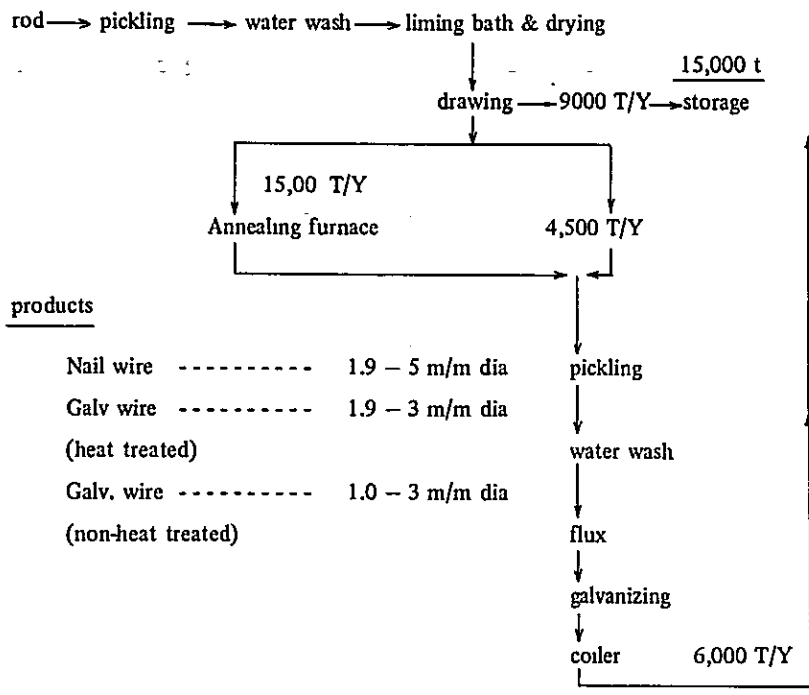 rod → pickling → water wash → liming bath & drying
15,000 t
drawing — 9000 T/Y → storage
15,00 T/Y
Annealing furnace 4,500 T/Y
products
Nail wire ---------- 1.9 – 5 m/m dia
pickling
Galv wire ---------- 1.9 – 3 m/m dia
(heat treated)
water wash
Galv. wire ---------- 1.0 – 3 m/m dia
(non-heat treated)
flux
galvanizing
coiler 6,000 T/Y